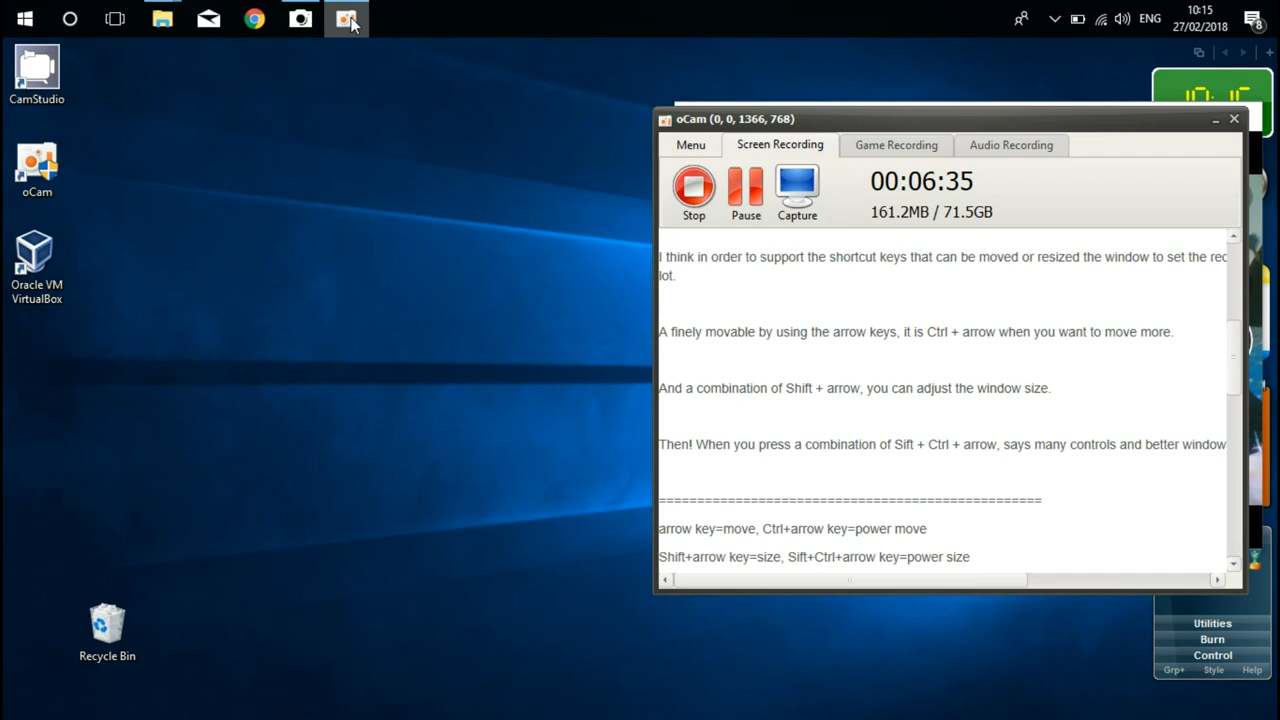 10:15
ENG
27/02/2018
8
CamStudio
oCam
Oracle VM
VirtualBox
Recycle Bin
oCam (0, 0, 1366, 768)
Menu
Screen Recording
Game Recording
Audio Recording
00:06:35
161.2MB / 71.5GB
Stop
Pause
Capture
I think in order to support the shortcut keys that can be moved or resized the window to set the rec
lot.
A finely movable by using the arrow keys, it is Ctrl + arrow when you want to move more.
And a combination of Shift + arrow, you can adjust the window size.
Then! When you press a combination of Sift + Ctrl + arrow, says many controls and better window
==================================================
arrow key=move, Ctrl+arrow key=power move
Shift+arrow key=size, Sift+Ctrl+arrow key=power size
Utilities
Burn
Control
Grp+ Style Help